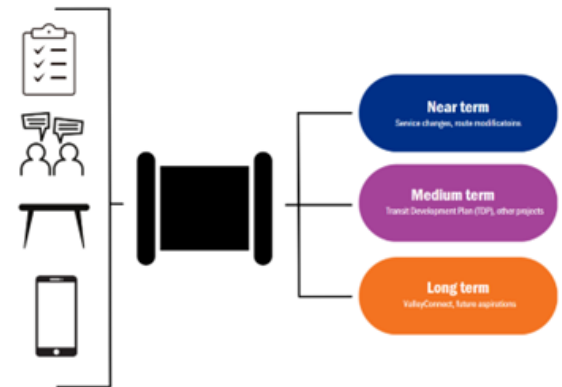 Near term
Service changes, route modificatoins
Medium term
Transit Development Plan (TDP), other projects
Long term
ValleyConnect, future aspirations